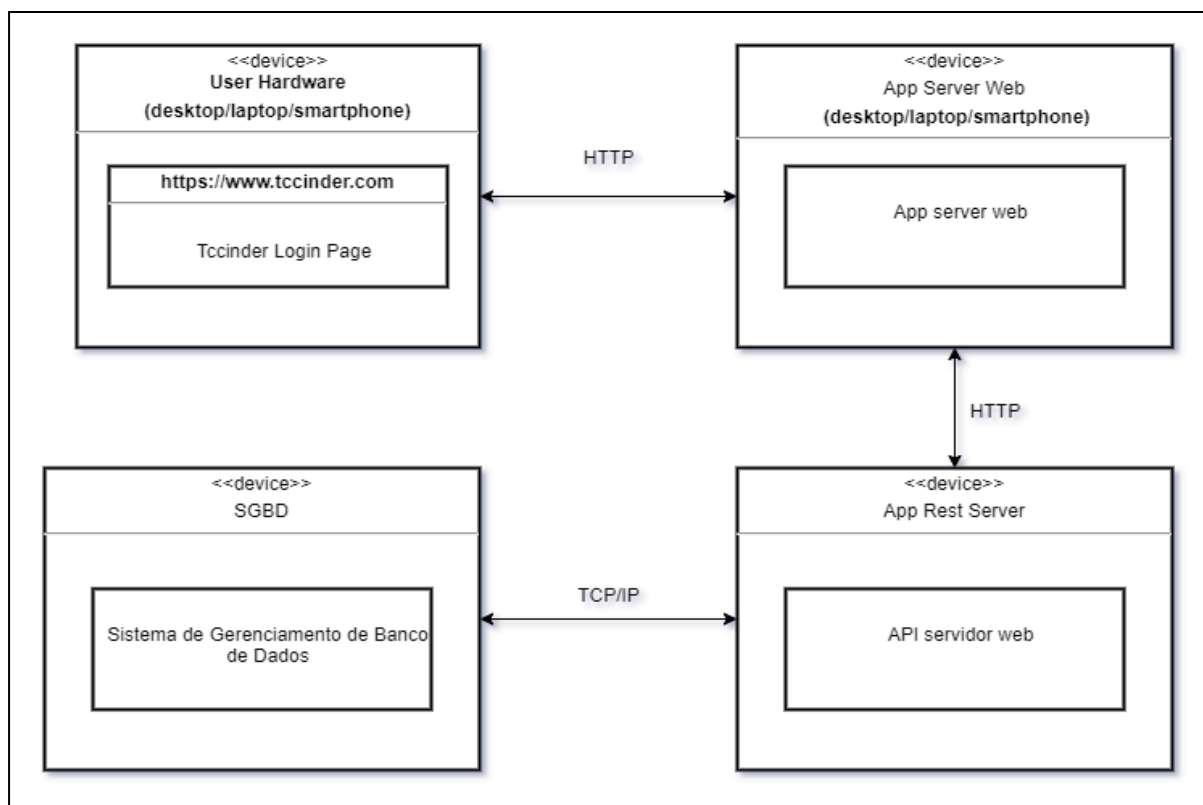 <<device>>
User Hardware
(desktop/laptop/smartphone)
https://www.tccinder.com
Tccinder Login Page
HTTP
<<device>>
App Server Web
(desktop/laptop/smartphone)
App server web
HTTP
<<device>>
SGBD
Sistema de Gerenciamento de Banco
de Dados
TCP/IP
<<device>>
App Rest Server
API servidor web